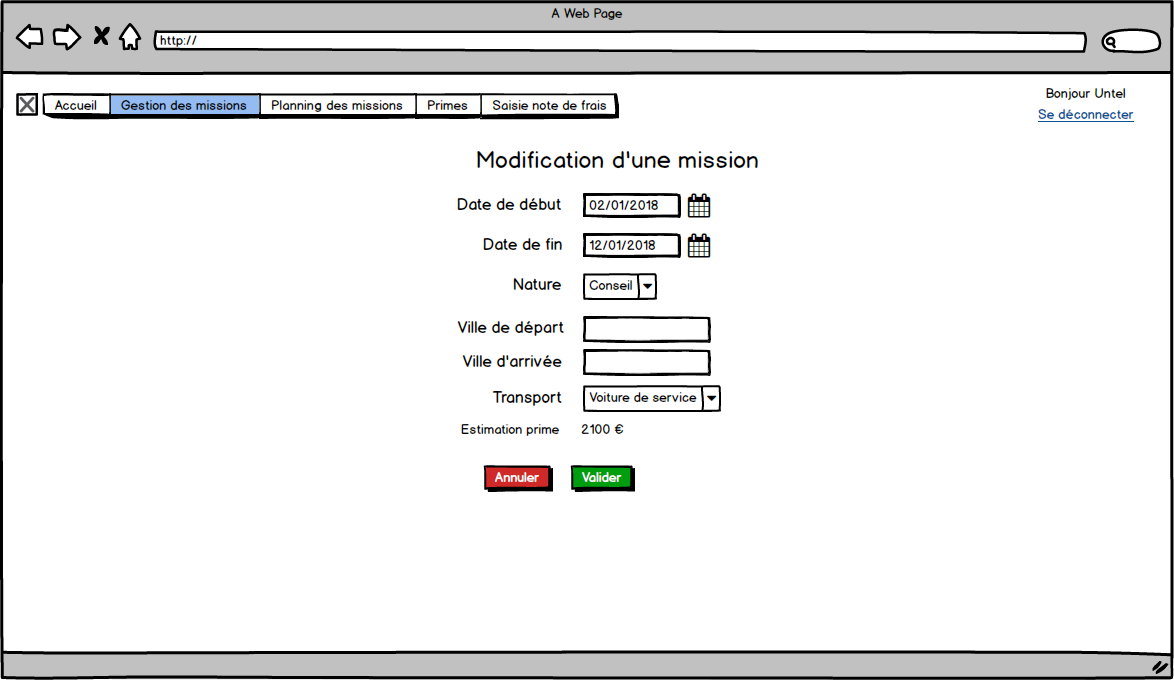 A Web Page
http://
Accueil Gestion des missions Planning des missions Primes Saisie note de frais
Bonjour Untel
Se déconnecter
Modification d'une mission
Date de début 02/01/2018
Date de fin 12/01/2018
Nature Conseil
Ville de départ
Ville d'arrivée
Transport Voiture de service
Estimation prime 2100 €
Annuler Valider